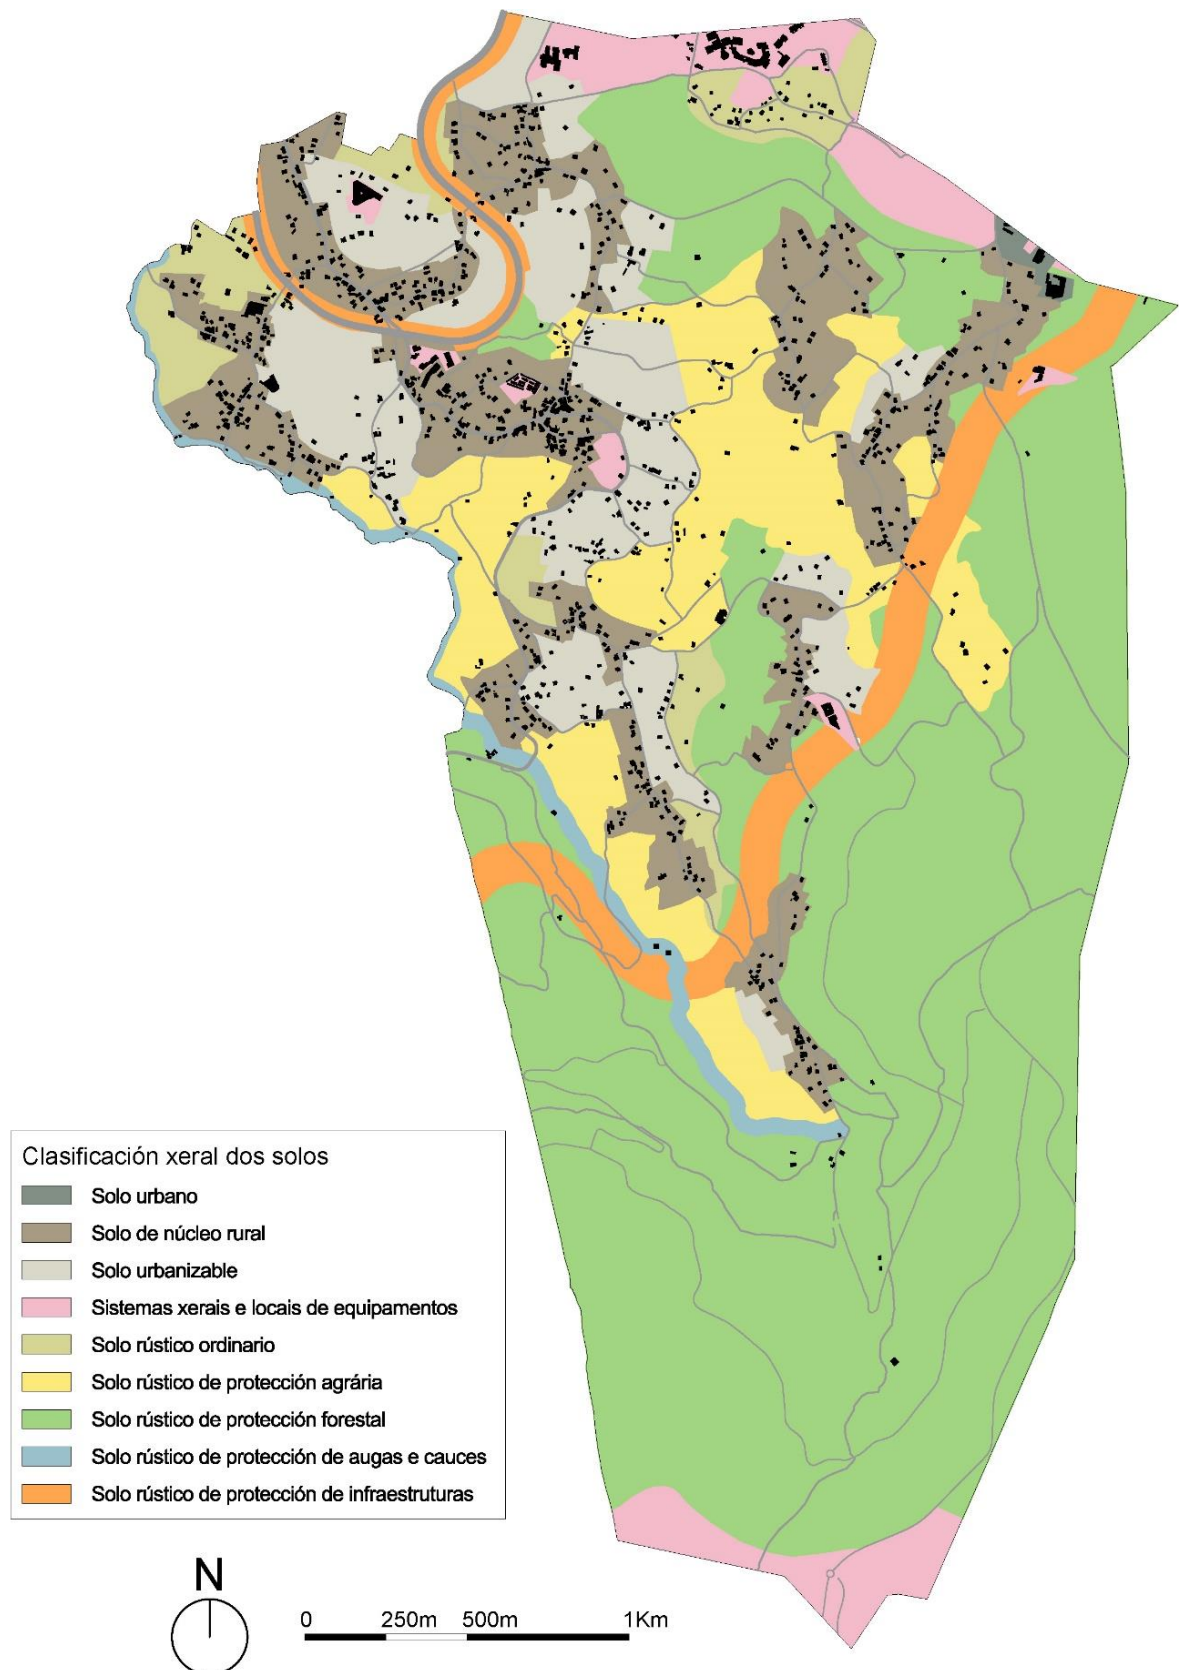 Clasificación xeral dos solos
Solo urbano
Solo de núcleo rural
Solo urbanizable
Sistemas xerais e locais de equipamentos
Solo rústico ordinario
Solo rústico de protección agrária
Solo rústico de protección forestal
Solo rústico de protección de augas e cauces
Solo rústico de protección de infraestruturas
N
0 250m 500m 1Km